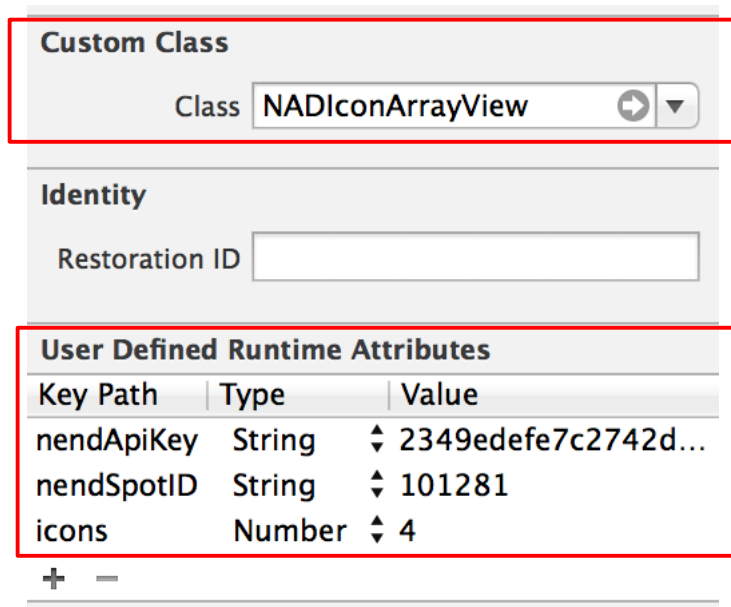 Custom Class
Class NADIconArrayView
Identity
Restoration ID
User Defined Runtime Attributes
Key Path Type Value
nendApiKey String 2349edefe7c2742d...
nendSpotID String 101281
icons Number 4